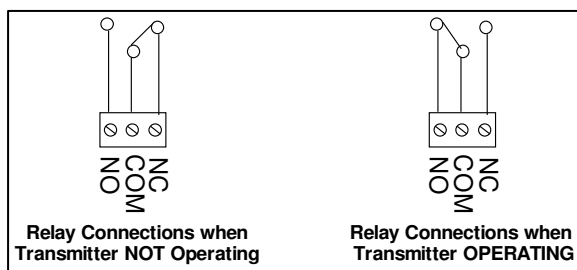 NO
COM
NC
NO
COM
NC
Relay Connections when
Transmitter NOT Operating
Relay Connections when
Transmitter OPERATING